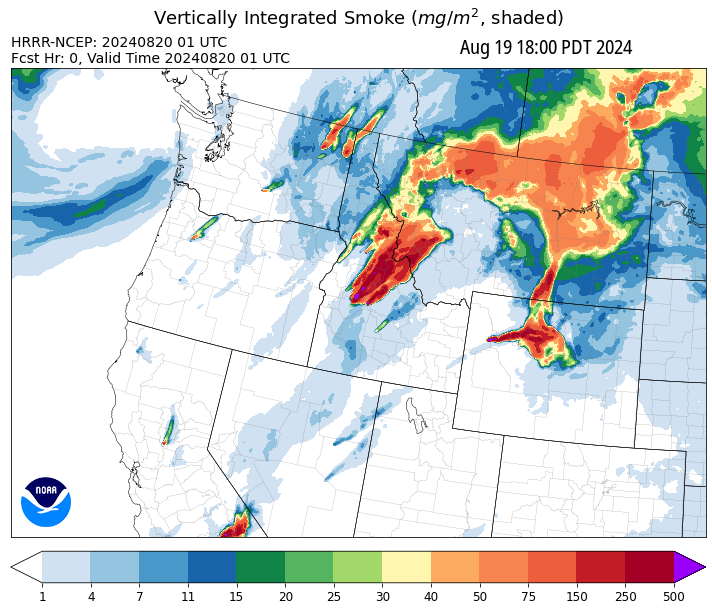 Vertically Integrated Smoke (mg/m², shaded)
HRRR-NCEP: 20240820 01 UTC
Fcst Hr: 0, Valid Time 20240820 01 UTC
Aug 19 18:00 PDT 2024
NOAA
1 4 7 11 15 20 25 30 40 50 75 150 250 500